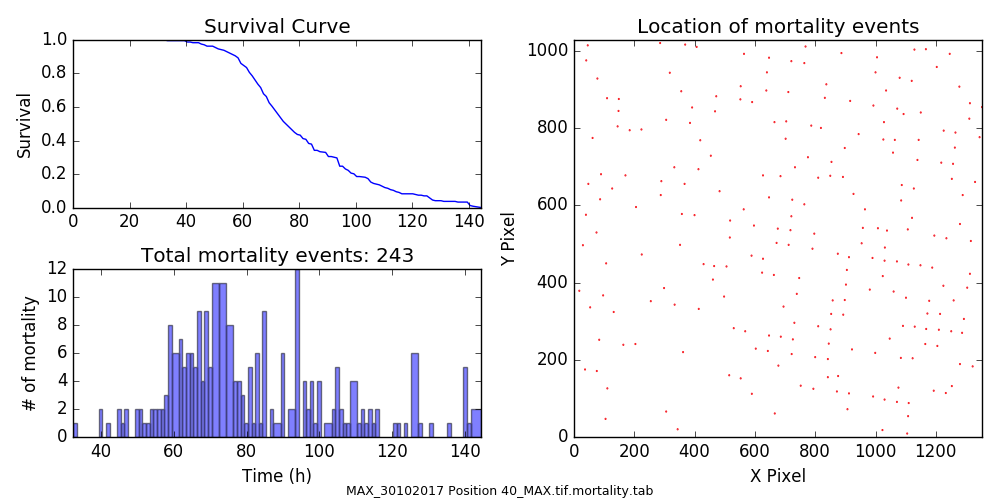 Survival Curve
1.0
0.8
0.6
0.4
0.2
0.0
Survival
0 20 40 60 80 100 120 140
Total mortality events: 243
12
10
8
6
4
2
0
# of mortality
40 60 80 100 120 140
Time (h)
Location of mortality events
1000
800
600
400
200
0
Y Pixel
0 200 400 600 800 1000 1200
X Pixel
MAX_30102017 Position 40_MAX.tif.mortality.tab